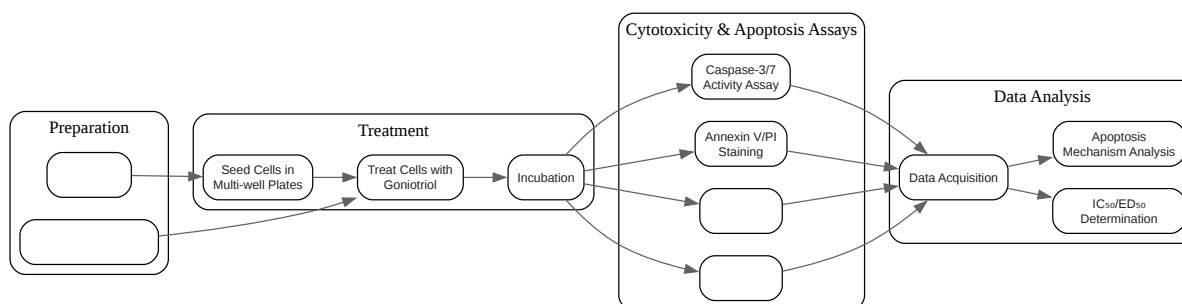 Preparation
Treatment
Seed Cells in
Multi-well Plates
Treat Cells with
Goniotriol
Incubation
Cytotoxicity & Apoptosis Assays
Caspase-3/7
Activity Assay
Annexin V/PI
Staining
Data Analysis
Data Acquisition
Apoptosis
Mechanism Analysis
IC₅₀/ED₅₀
Determination